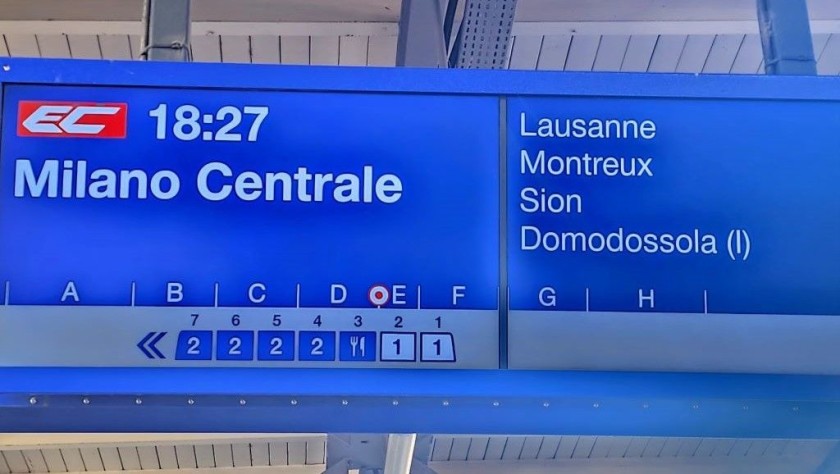 EC 18:27
Milano Centrale
Lausanne
Montreux
Sion
Domodossola (I)
A B C D E F G H
7 6 5 4 3 2 1
2 2 2 2 1 1